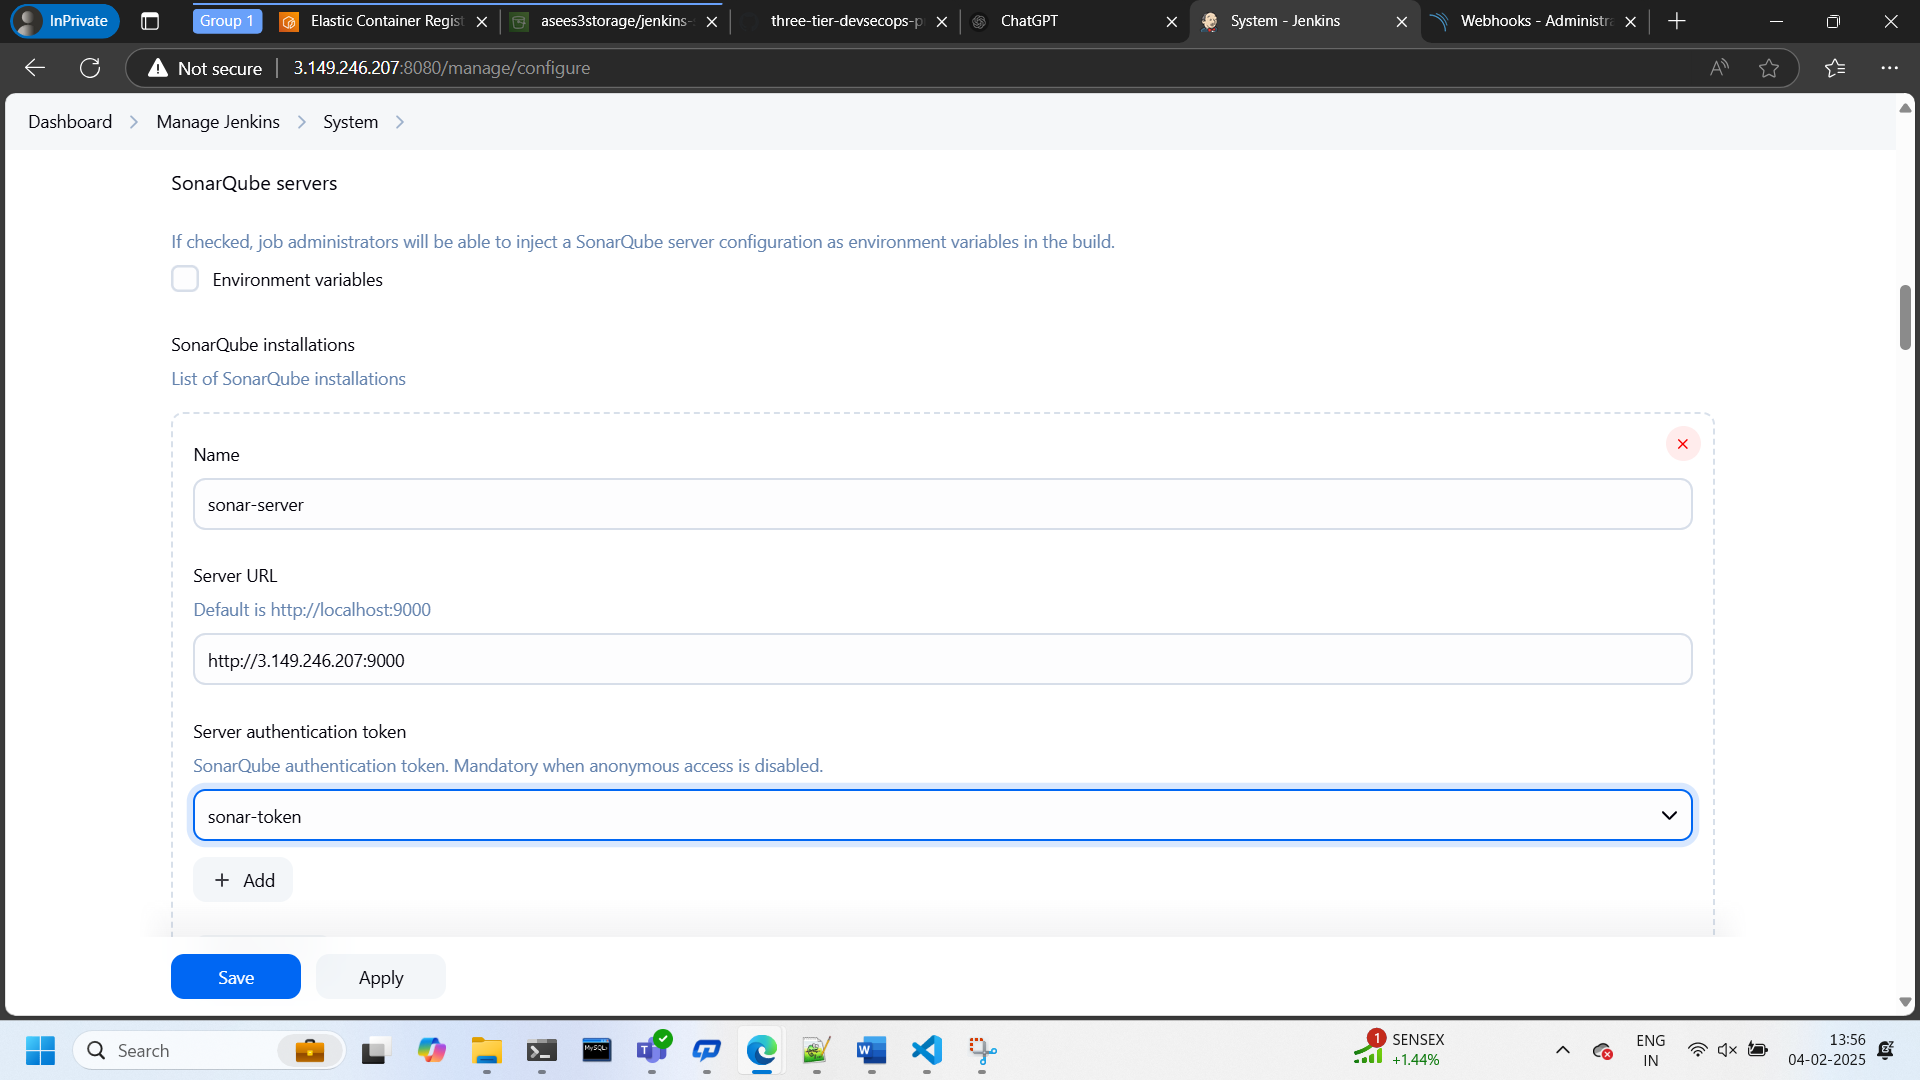 InPrivate
Group 1
Elastic Container Regist
asees3storage/jenkins-
three-tier-devsecops-p
ChatGPT
System - Jenkins
Webhooks - Administra
Not secure
3.149.246.207:8080/manage/configure
Dashboard
Manage Jenkins
System
SonarQube servers
If checked, job administrators will be able to inject a SonarQube server configuration as environment variables in the build.
Environment variables
SonarQube installations
List of SonarQube installations
Name
sonar-server
Server URL
Default is http://localhost:9000
http://3.149.246.207:9000
Server authentication token
SonarQube authentication token. Mandatory when anonymous access is disabled.
sonar-token
+ Add
Save
Apply
Search
1
SENSEX
+1.44%
ENG
IN
13:56
04-02-2025